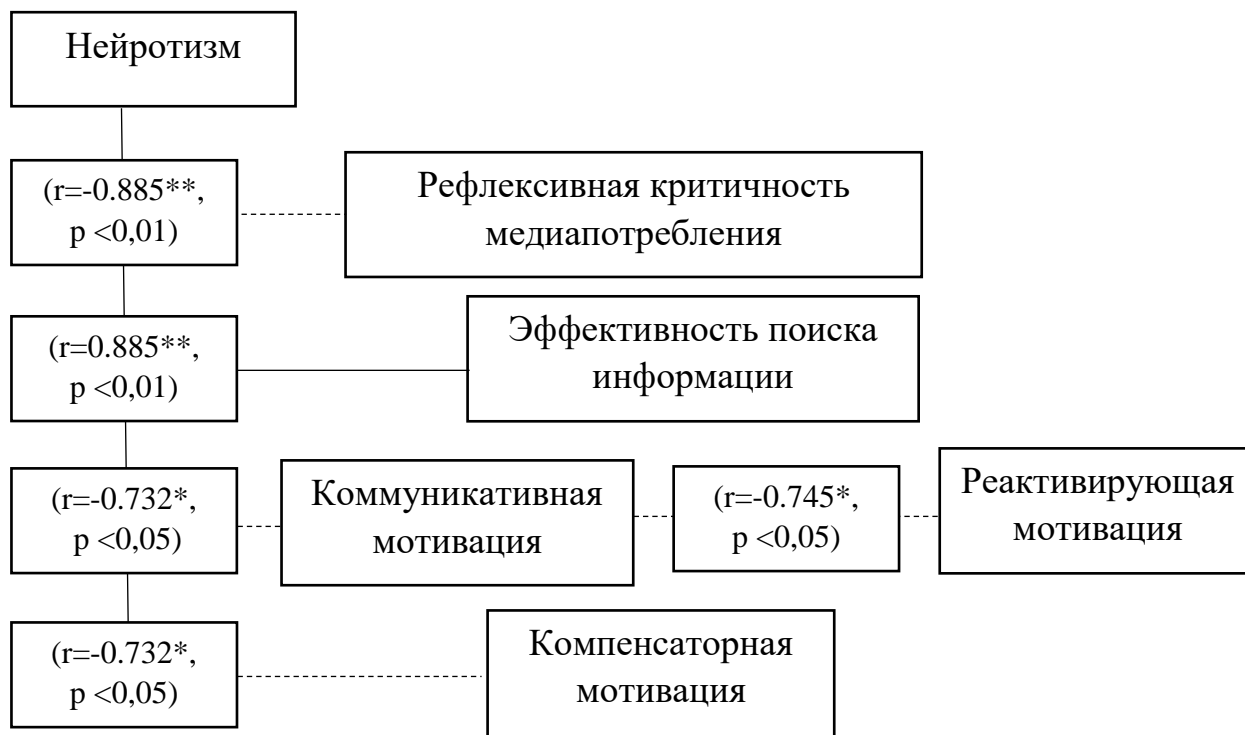 Нейротизм
(r=-0.885**,
p <0,01)
Рефлексивная критичность
медиапотребления
(r=0.885**,
p <0,01)
Эффективность поиска
информации
(r=-0.732*,
p <0,05)
Коммуникативная
мотивация
(r=-0.745*,
p <0,05)
Реактивирующая
мотивация
(r=-0.732*,
p <0,05)
Компенсаторная
мотивация